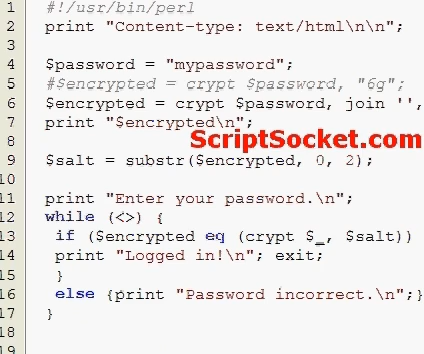 1 #!/usr/bin/perl
2 print "Content-type: text/html\n\n";
3
4 $password = "mypassword";
5 #$encrypted = crypt $password, "6g";
6 $encrypted = crypt $password, join '',
7 print "$encrypted\n";
ScriptSocket.com
8
9 $salt = substr($encrypted, 0, 2);
10
11 print "Enter your password.\n";
12 while (<>) {
13 if ($encrypted eq (crypt $_, $salt))
14 print "Logged in!\n"; exit;
15 }
16 else {print "Password incorrect.\n";}
17 }
18
19